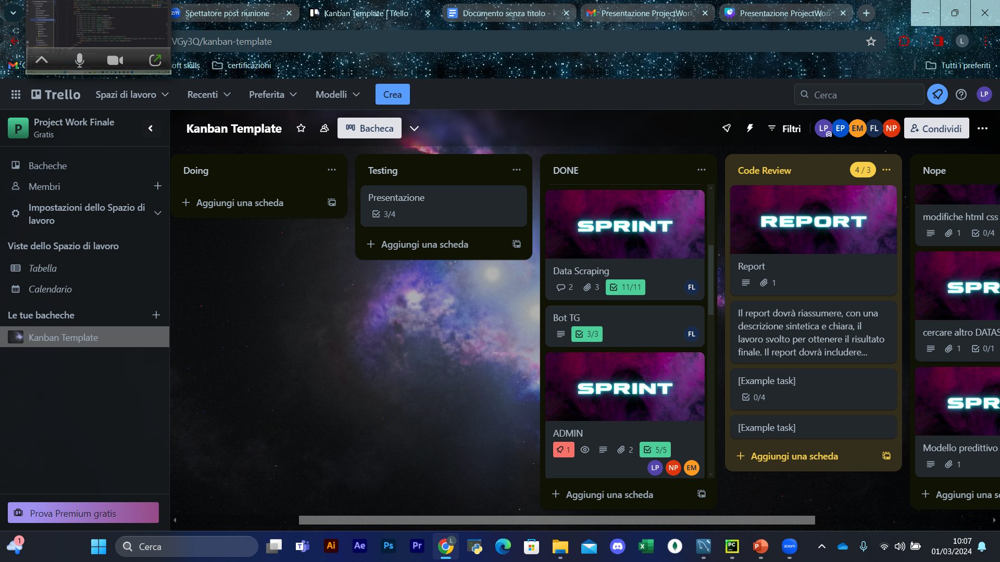 Spettatore post riunione -
Kanban Template | Trello
Documento senza titolo -
Presentazione ProjectWork
Presentazione ProjectWor
VGy3Q/kanban-template
L
oft skills
certificazioni
Tutti i preferiti
Trello
Spazi di lavoro
Recenti
Preferita
Modelli
Crea
Cerca
LP
P
Project Work Finale
Gratis
Kanban Template
Bacheca
Filtri
LP
EP
EM
FL
NP
Condividi
Bacheche
Membri
Impostazioni dello Spazio di
lavoro
Viste dello Spazio di lavoro
Tabella
Calendario
Le tue bacheche
Kanban Template
Prova Premium gratis
Doing
Aggiungi una scheda
Testing
Presentazione
3/4
Aggiungi una scheda
DONE
SPRINT
Data Scraping
2
3
11/11
FL
Bot TG
3/3
FL
SPRINT
ADMIN
1
2
5/5
LP
NP
EM
Aggiungi una scheda
Code Review
4 / 3
REPORT
Report
1
Il report dovrà riassumere, con una
descrizione sintetica e chiara, il
lavoro svolto per ottenere il risultato
finale. Il report dovrà includere...
[Example task]
0/4
[Example task]
Aggiungi una scheda
Nope
modifiche html css
1
0/4
SPR
cercare altro DATAS
1
0/1
SPR
Modello predittivo
1
Aggiungi una s
1
Cerca
Ai
Ae
Ps
Pr
L
PC
zoom
10:07
01/03/2024